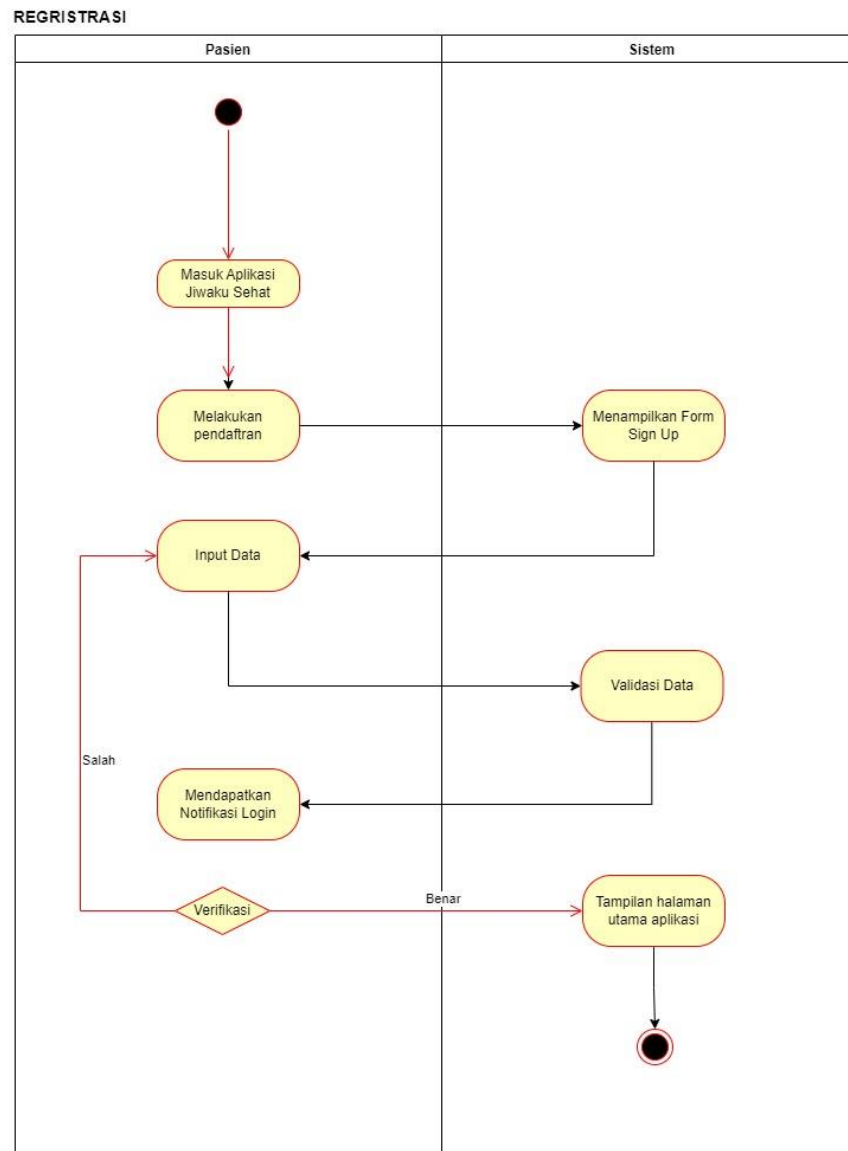 REGRISTRASI
Pasien
Sistem
Masuk Aplikasi
Jiwaku Sehat
Melakukan
pendaftran
Menampilkan Form
Sign Up
Input Data
Validasi Data
Salah
Mendapatkan
Notifikasi Login
Verifikasi
Benar
Tampilan halaman
utama aplikasi